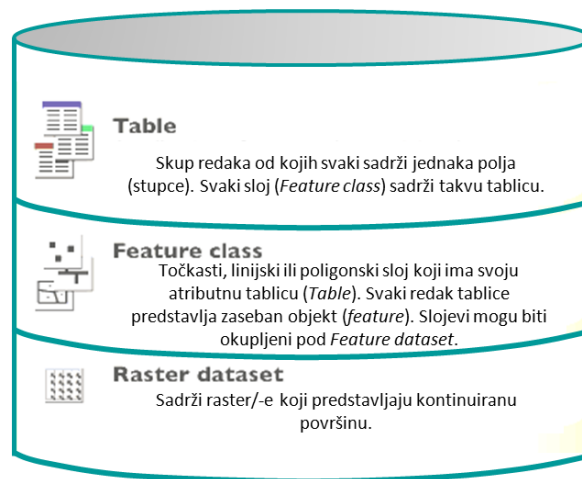 Table
Skup redaka od kojih svaki sadrži jednaka polja
(stupce). Svaki sloj (Feature class) sadrži takvu tablicu.
Feature class
Točkasti, linijski ili poligonski sloj koji ima svoju
atributnu tablicu (Table). Svaki redak tablice
predstavlja zaseban objekt (feature). Slojevi mogu biti
okupljeni pod Feature dataset.
Raster dataset
Sadrži raster/-e koji predstavljaju kontinuiranu
površinu.